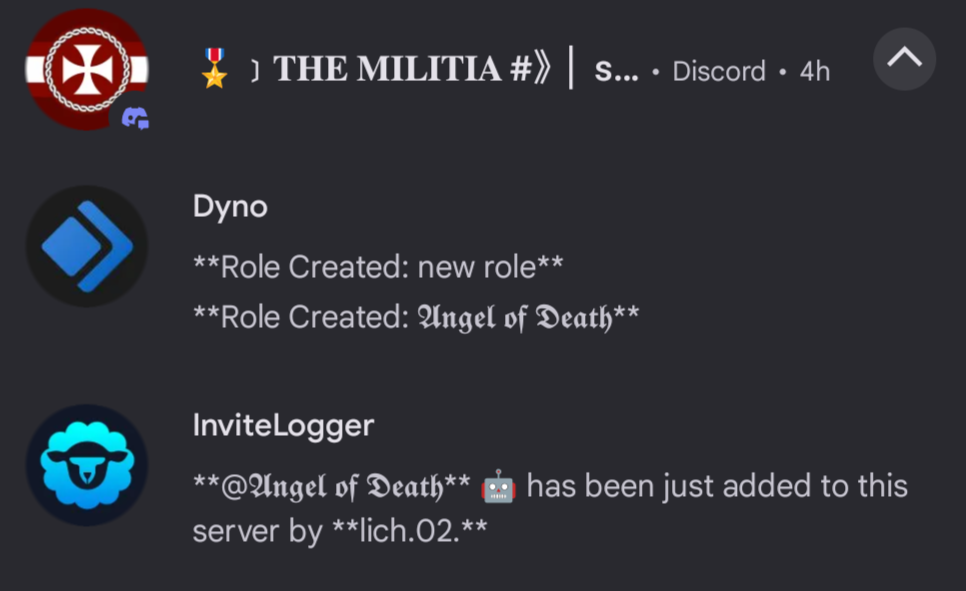 🎖️ 》 THE MILITIA #》│ s... • Discord • 4h
Dyno
**Role Created: new role**
**Role Created: 𝕬𝖓𝖌𝖊𝖑 𝖔𝖋 𝕯𝖊𝖆𝖙𝖍**
InviteLogger
**@𝕬𝖓𝖌𝖊𝖑 𝖔𝖋 𝕯𝖊𝖆𝖙𝖍** 🤖 has been just added to this
server by **lich.02.**